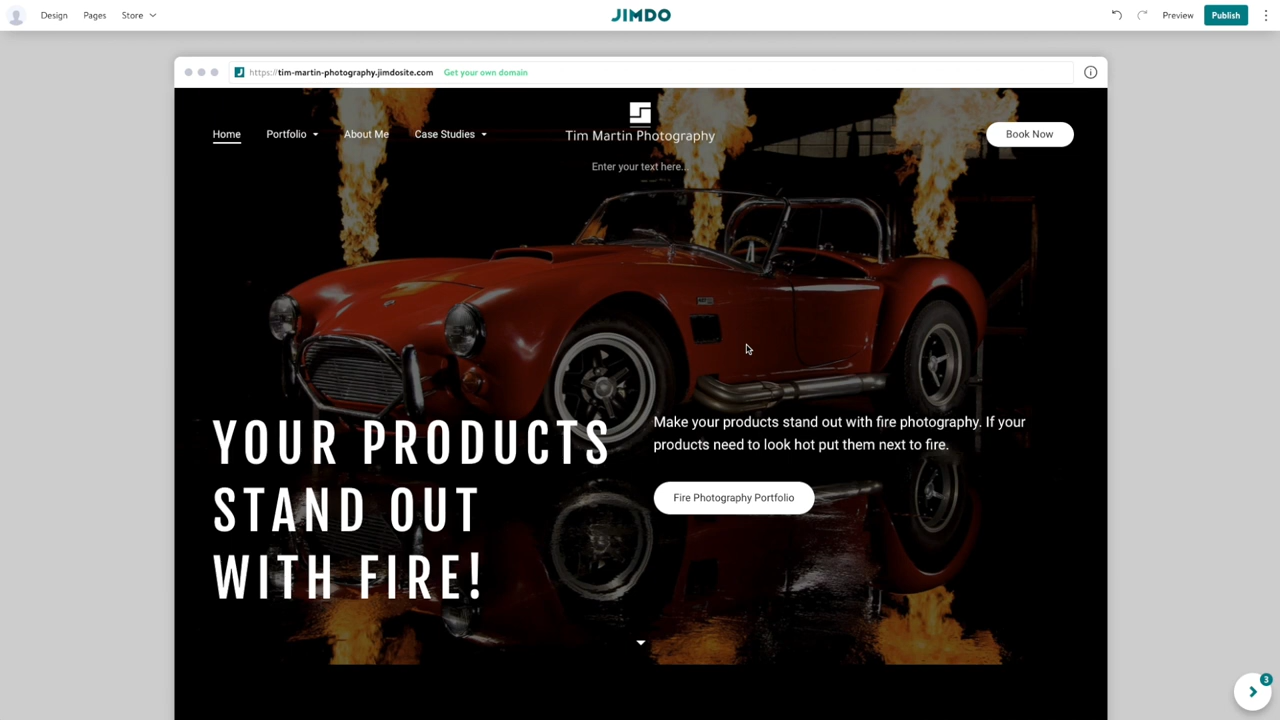 Design Pages Store JIMDO Preview Publish
https://tim-martin-photography.jimdosite.com Get your own domain
Home Portfolio About Me Case Studies Tim Martin Photography Book Now
Enter your text here...
YOUR PRODUCTS
STAND OUT
WITH FIRE!
Make your products stand out with fire photography. If your
products need to look hot put them next to fire.
Fire Photography Portfolio
3